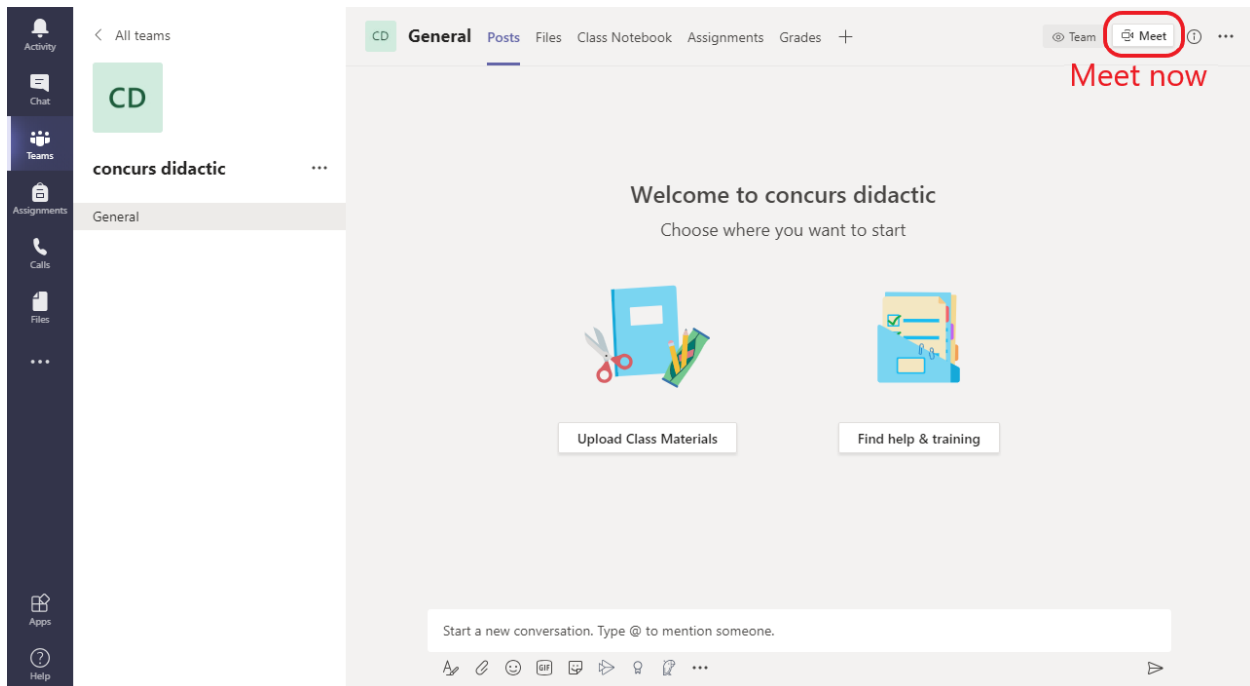 Activity
Chat
Teams
Assignments
Calls
Files
Apps
Help
All teams
CD
concurs didactic
General
CD General Posts Files Class Notebook Assignments Grades
Team Meet
Meet now
Welcome to concurs didactic
Choose where you want to start
Upload Class Materials
Find help & training
Start a new conversation. Type @ to mention someone.
GIF